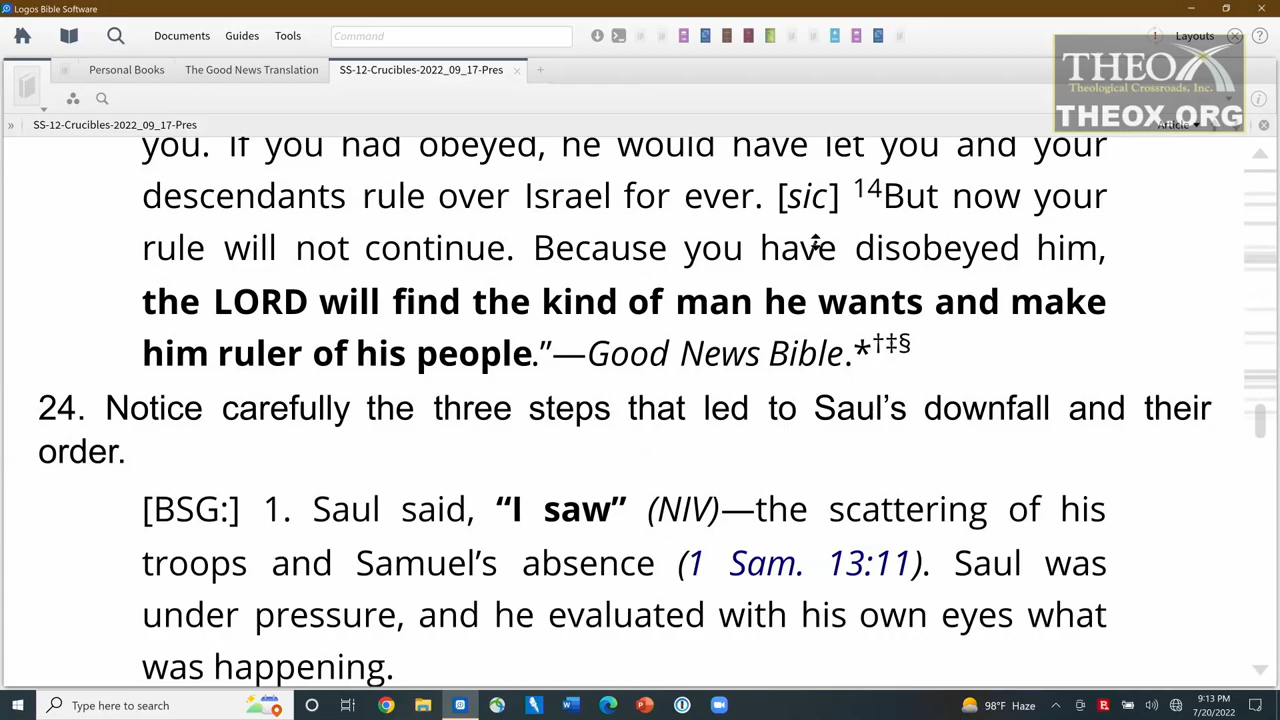 Logos Bible Software
Documents Guides Tools Command Layouts
Personal Books The Good News Translation SS-12-Crucibles-2022_09_17-Pres
THEOX
Theological Crossroads, Inc.
THEOX.ORG
SS-12-Crucibles-2022_09_17-Pres Article
you. If you had obeyed, he would have let you and your
descendants rule over Israel for ever. [sic] 14But now your
rule will not continue. Because you have disobeyed him,
the LORD will find the kind of man he wants and make
him ruler of his people.”—Good News Bible.*†‡§
24. Notice carefully the three steps that led to Saul’s downfall and their
order.
[BSG:] 1. Saul said, “I saw” (NIV)—the scattering of his
troops and Samuel’s absence (1 Sam. 13:11). Saul was
under pressure, and he evaluated with his own eyes what
was happening.
Type here to search 98°F Haze 9:13 PM
7/20/2022